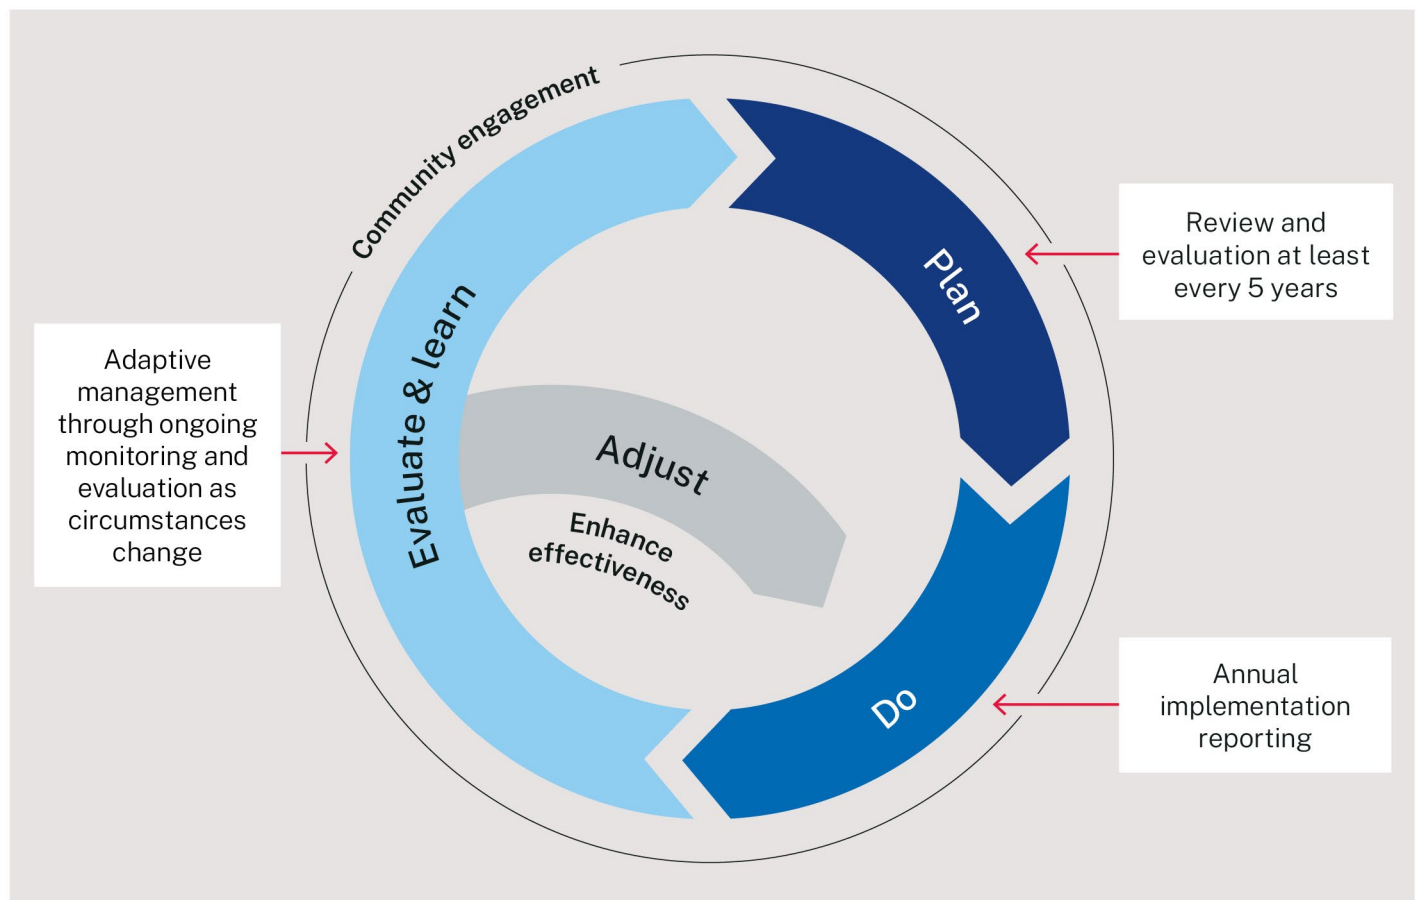 Community engagement
Plan
Review and
evaluation at least
every 5 years
Evaluate & learn
Adaptive
management
through ongoing
monitoring and
evaluation as
circumstances
change
Adjust
Enhance
effectiveness
Do
Annual
implementation
reporting